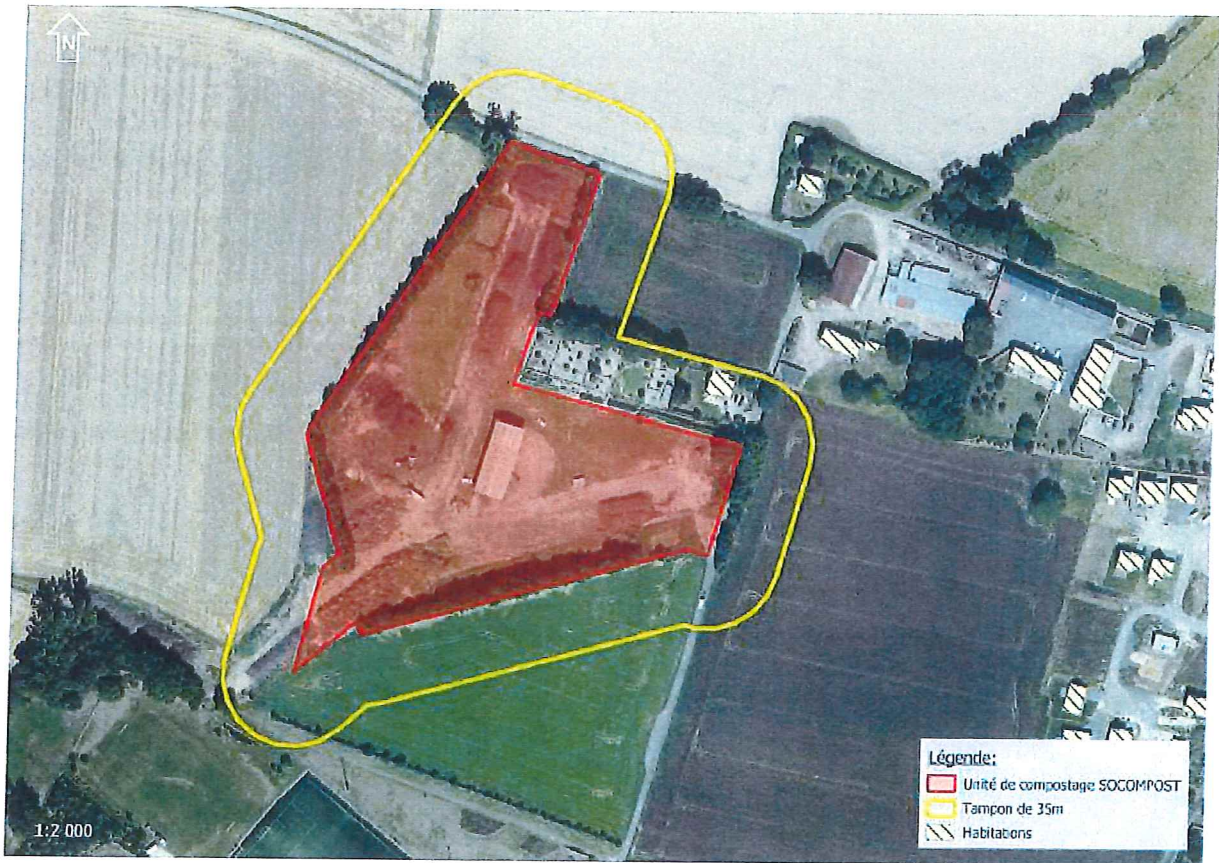 N
Légende:
Unité de compostage SOCOMPOST
Tampon de 35m
Habitations
1:2 000